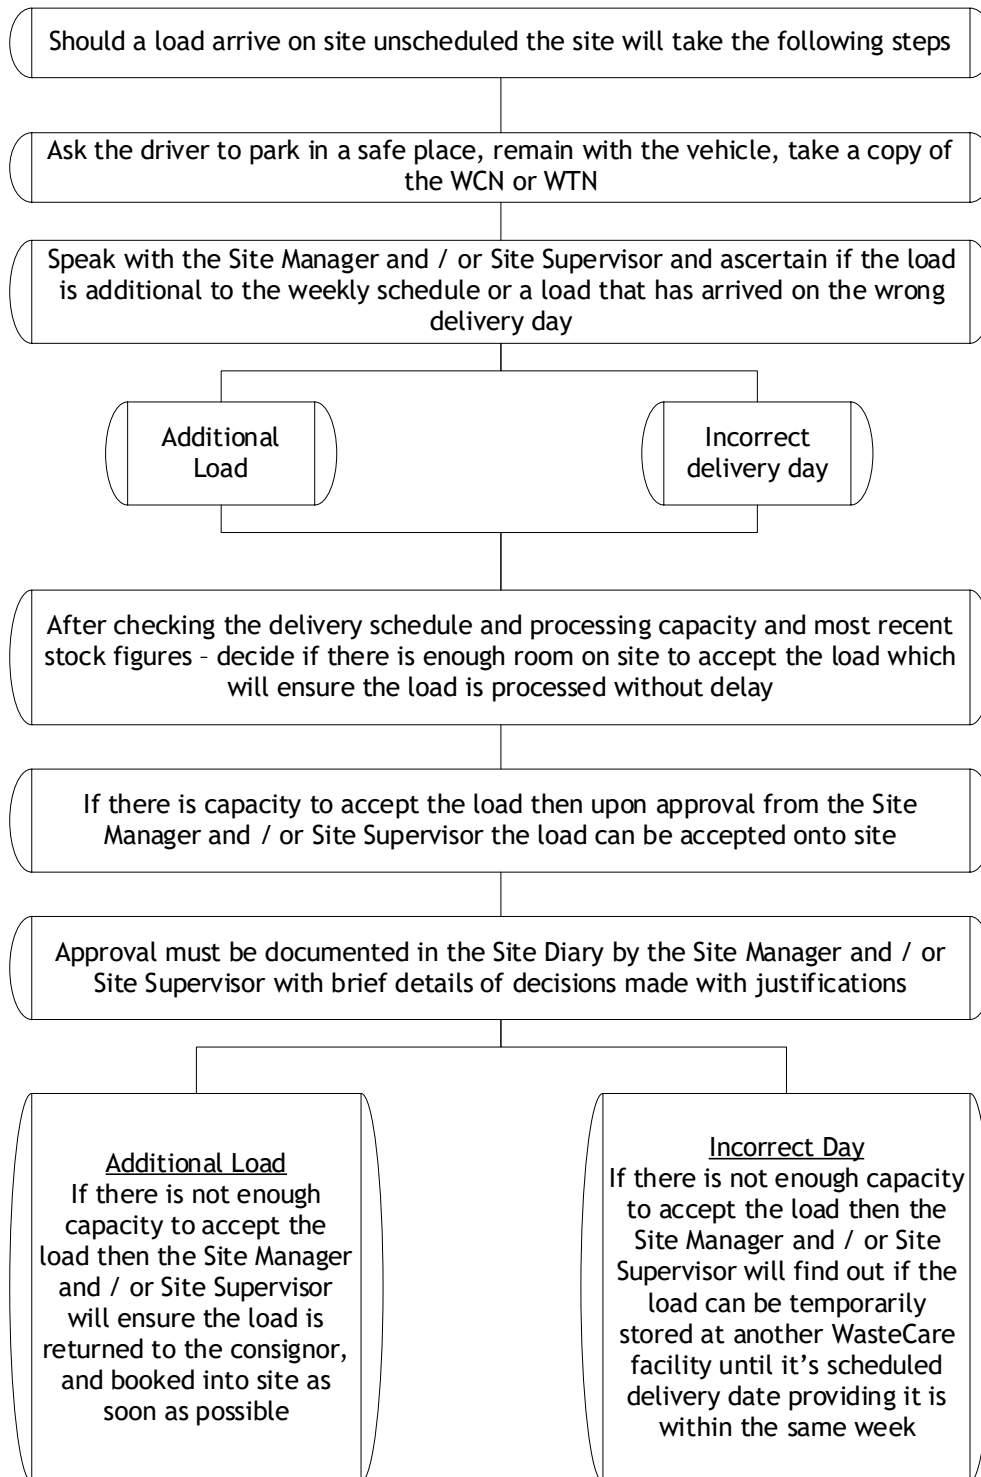 Should a load arrive on site unscheduled the site will take the following steps
Ask the driver to park in a safe place, remain with the vehicle, take a copy of
the WCN or WTN
Speak with the Site Manager and / or Site Supervisor and ascertain if the load
is additional to the weekly schedule or a load that has arrived on the wrong
delivery day
Additional
Load
Incorrect
delivery day
After checking the delivery schedule and processing capacity and most recent
stock figures – decide if there is enough room on site to accept the load which
will ensure the load is processed without delay
If there is capacity to accept the load then upon approval from the Site
Manager and / or Site Supervisor the load can be accepted onto site
Approval must be documented in the Site Diary by the Site Manager and / or
Site Supervisor with brief details of decisions made with justifications
Additional Load
If there is not enough
capacity to accept the
load then the Site Manager
and / or Site Supervisor
will ensure the load is
returned to the consignor,
and booked into site as
soon as possible
Incorrect Day
If there is not enough capacity
to accept the load then the
Site Manager and / or Site
Supervisor will find out if the
load can be temporarily
stored at another WasteCare
facility until it’s scheduled
delivery date providing it is
within the same week